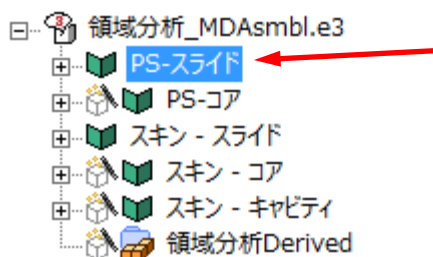 領域分析_MDAsmbl.e3
PS-スライド
PS-コア
スキン - スライド
スキン - コア
スキン - キャビティ
領域分析Derived